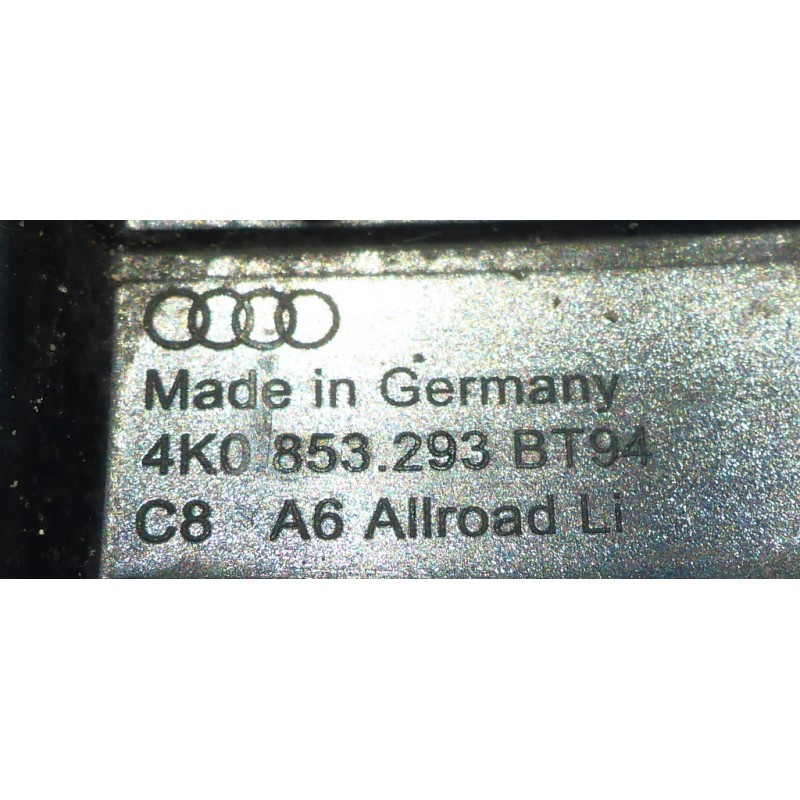 Made in Germany
4K0 853.293 BT94
C8 A6 Allroad Li